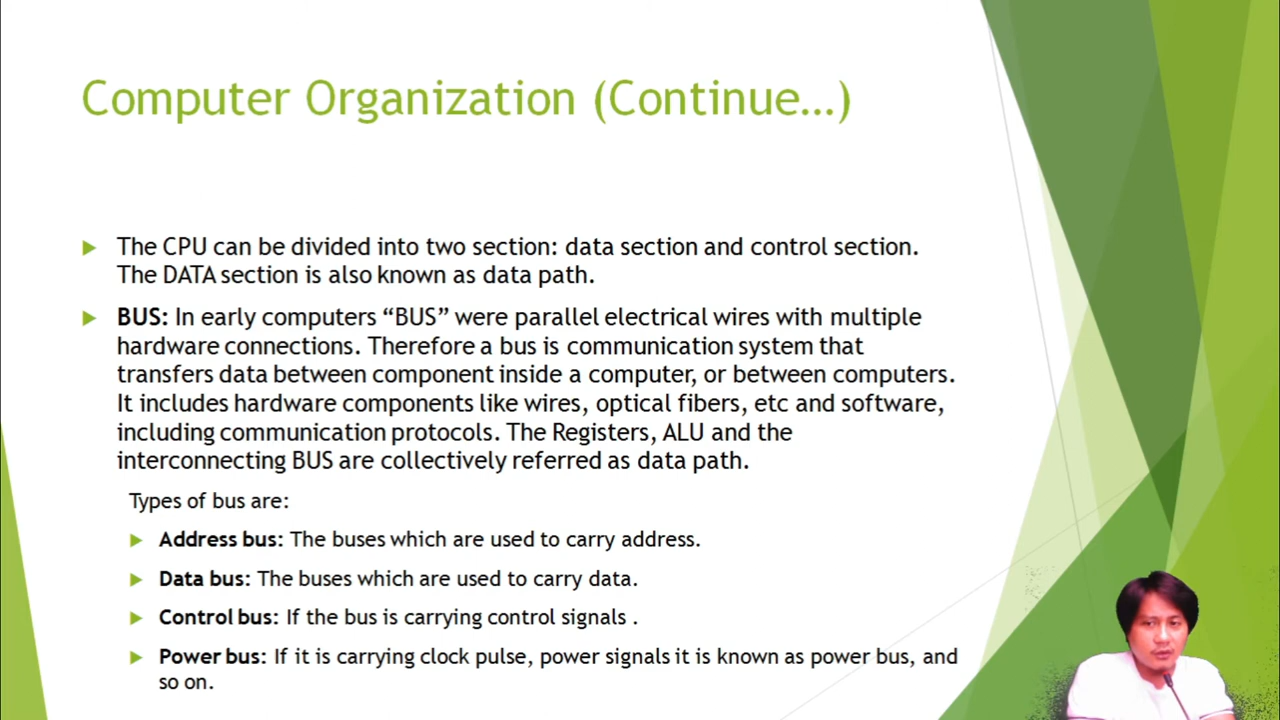 Computer Organization (Continue…)
The CPU can be divided into two section: data section and control section.
The DATA section is also known as data path.
BUS: In early computers “BUS” were parallel electrical wires with multiple
hardware connections. Therefore a bus is communication system that
transfers data between component inside a computer, or between computers.
It includes hardware components like wires, optical fibers, etc and software,
including communication protocols. The Registers, ALU and the
interconnecting BUS are collectively referred as data path.
Types of bus are:
Address bus: The buses which are used to carry address.
Data bus: The buses which are used to carry data.
Control bus: If the bus is carrying control signals .
Power bus: If it is carrying clock pulse, power signals it is known as power bus, and
so on.